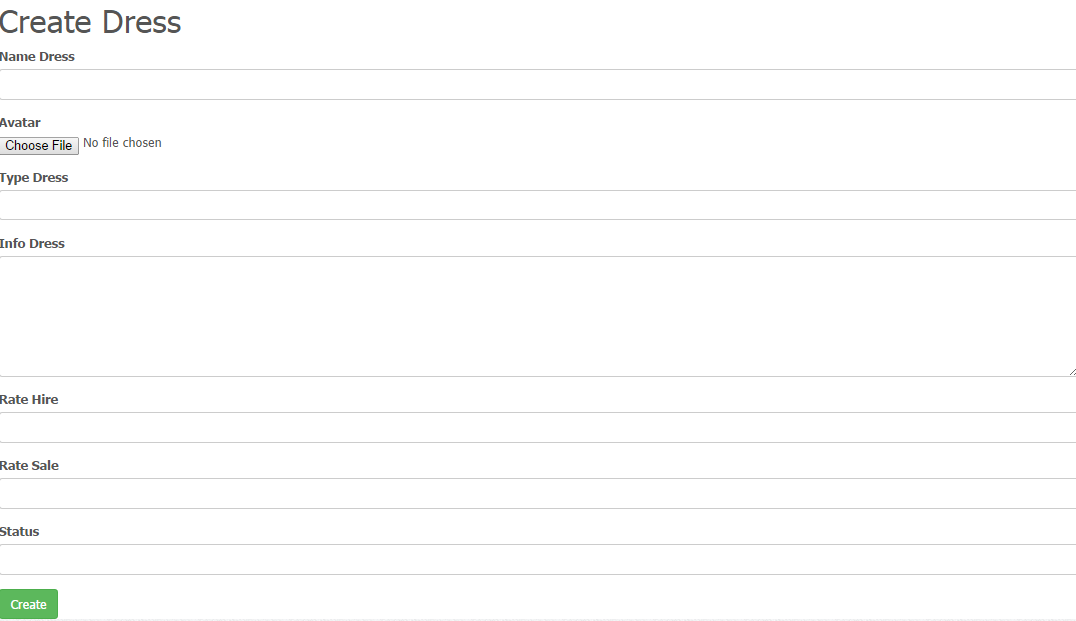 Create Dress
Name Dress
Avatar
Choose File No file chosen
Type Dress
Info Dress
Rate Hire
Rate Sale
Status
Create